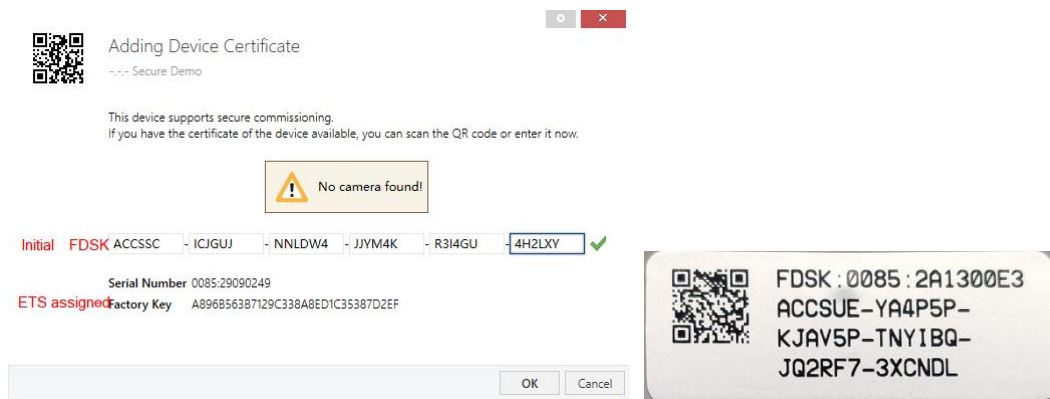 Adding Device Certificate
-.-.- Secure Demo
This device supports secure commissioning.
If you have the certificate of the device available, you can scan the QR code or enter it now.
No camera found!
Initial FDSK ACCSSC - ICJGUJ - NNLDW4 - JJYM4K - R3I4GU - 4H2LXY
Serial Number 0085:29090249
ETS assigned Factory Key A896B563B7129C338A8ED1C35387D2EF
OK Cancel
FDSK:0085:2A1300E3
ACCSUE-YA4P5P-
KJAV5P-TNYIBQ-
JQ2RF7-3XCNDL